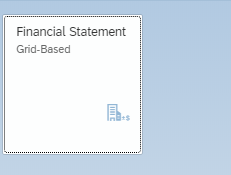 Financial Statement
Grid-Based